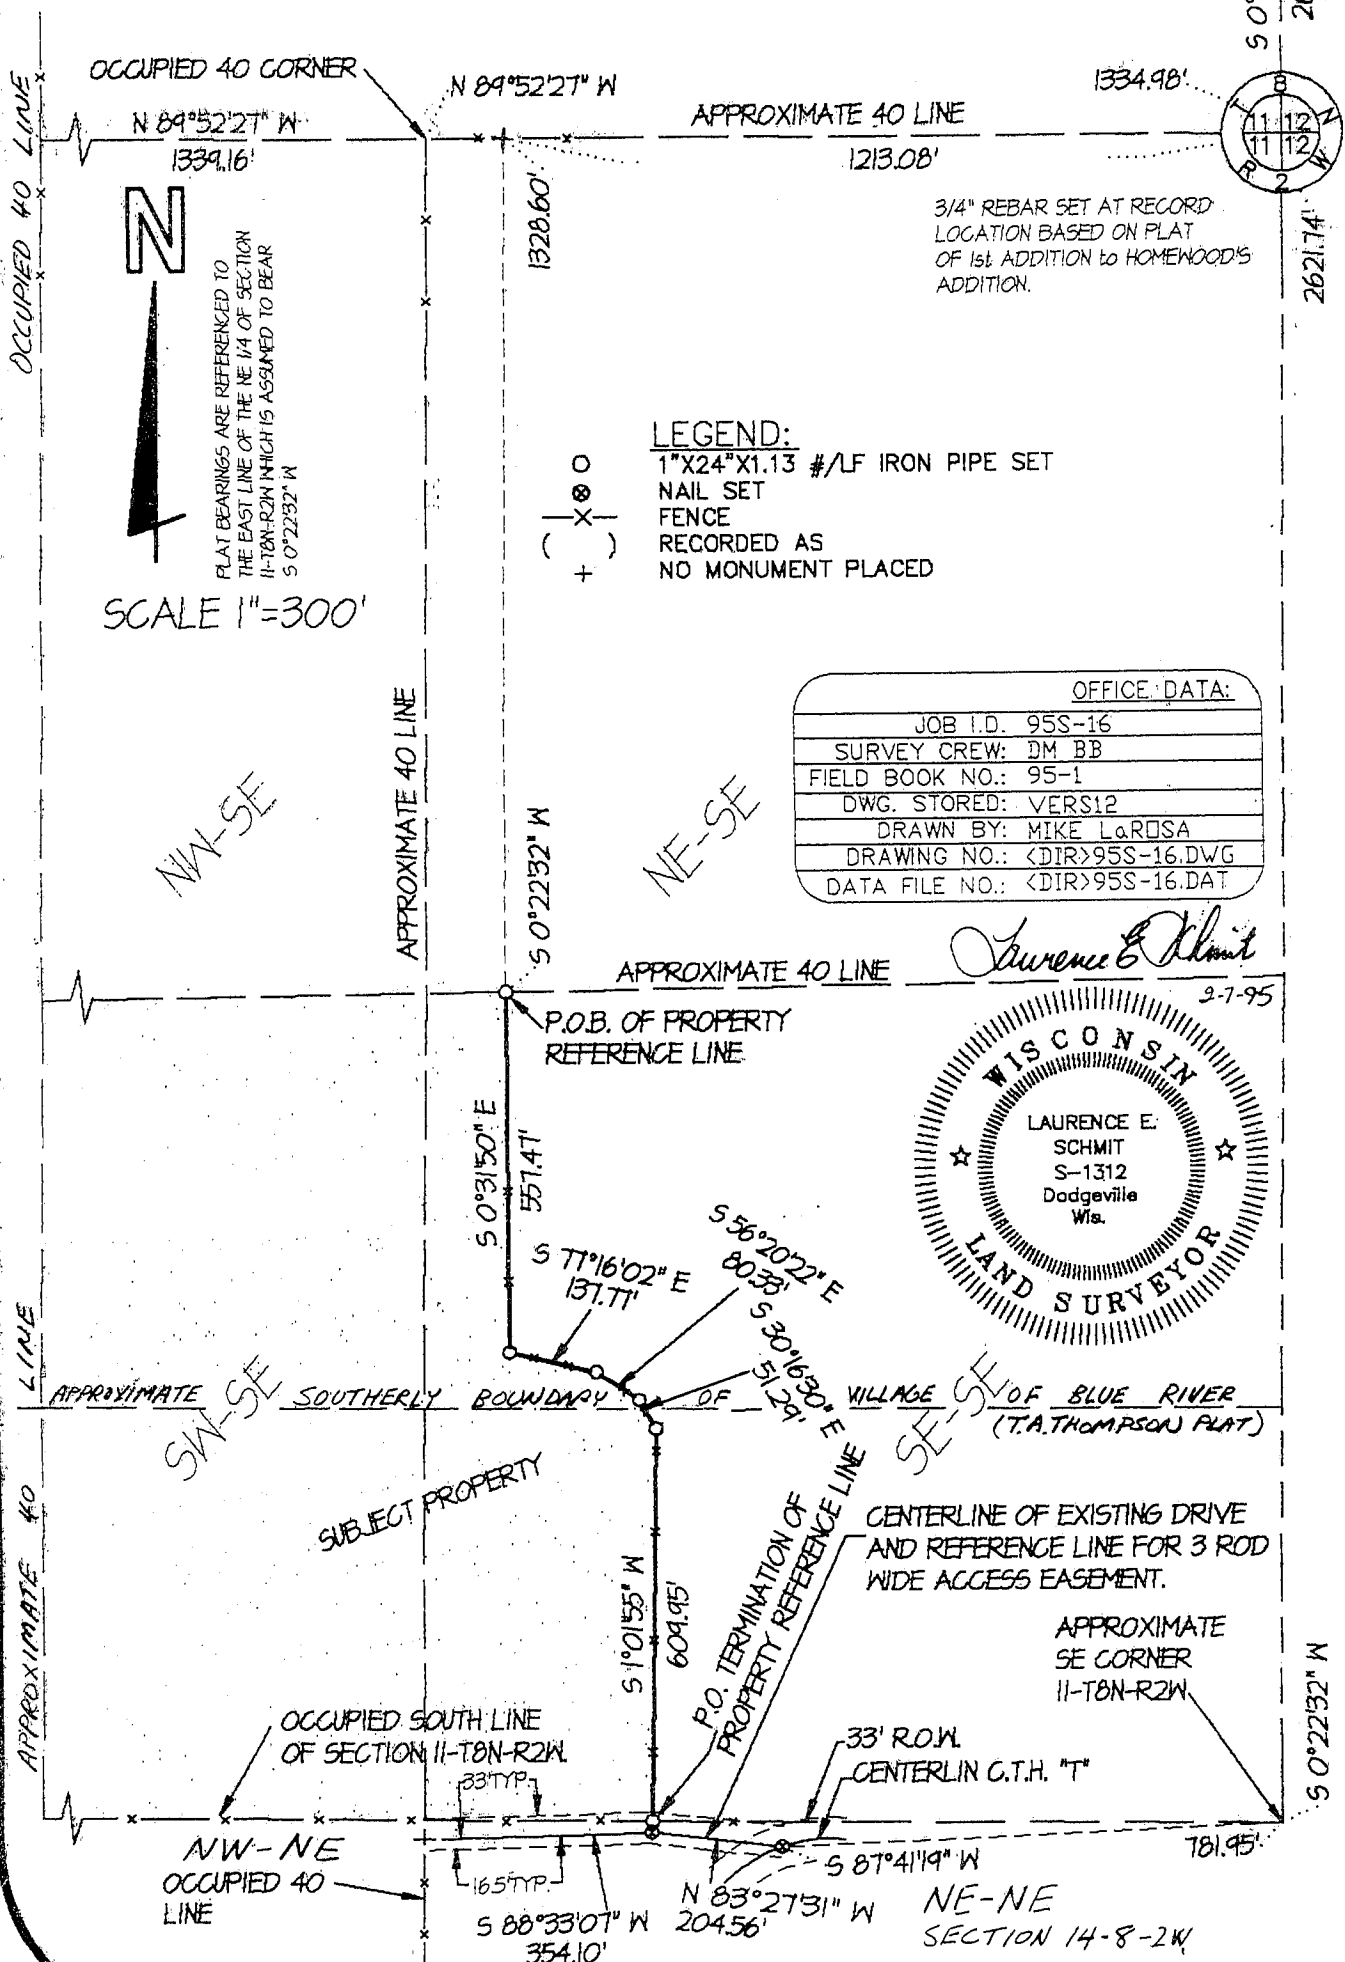 S 0°
26
OCCUPIED 40 CORNER
N 89°52'27" W
1334.98'
APPROXIMATE 40 LINE
N 89°52'27" W
1339.16'
1213.08'
T 8 N
11 12
11 12
R 2 W
OCCUPIED 40 LINE
N
1328.60'
3/4" REBAR SET AT RECORD
LOCATION BASED ON PLAT
OF 1st ADDITION to HOMEWOOD'S
ADDITION.
2621.74'
PLAT BEARINGS ARE REFERENCED TO
THE EAST LINE OF THE NE 1/4 OF SECTION
11-T8N-R2W WHICH IS ASSUMED TO BEAR
S 0°22'32" W
SCALE 1"=300'
LEGEND:
1"X24"X1.13 #/LF IRON PIPE SET
NAIL SET
—X— FENCE
( ) RECORDED AS
+ NO MONUMENT PLACED
OFFICE DATA:
JOB I.D. 95S-16
SURVEY CREW: DM BB
FIELD BOOK NO.: 95-1
DWG. STORED: VERS12
DRAWN BY: MIKE LaROSA
DRAWING NO.: <DIR>95S-16.DWG
DATA FILE NO.: <DIR>95S-16.DAT
APPROXIMATE 40 LINE
NW-SE
NE-SE
S 0°22'32" W
Laurence E Schmit
2-7-95
APPROXIMATE 40 LINE
P.O.B. OF PROPERTY
REFERENCE LINE
WISCONSIN
LAURENCE E.
SCHMIT
S-1312
Dodgeville
Wis.
LAND SURVEYOR
S 0°31'50" E
557.47'
S 77°16'02" E
137.77'
S 56°20'22" E
80.33'
S 30°16'30" E
51.29'
APPROXIMATE SOUTHERLY BOUNDARY OF VILLAGE OF BLUE RIVER
(T.A. THOMPSON PLAT)
SW-SE
SE-SE
SUBJECT PROPERTY
APPROXIMATE 40 LINE
S 1°01'55" W
609.95'
P.O. TERMINATION OF
PROPERTY REFERENCE LINE
CENTERLINE OF EXISTING DRIVE
AND REFERENCE LINE FOR 3 ROD
WIDE ACCESS EASEMENT.
APPROXIMATE
SE CORNER
11-T8N-R2W
S 0°22'32" W
OCCUPIED SOUTH LINE
OF SECTION 11-T8N-R2W.
33'TYP.
33' R.O.W.
CENTERLIN C.T.H. "T"
NW-NE
OCCUPIED 40
LINE
16.5'TYP.
S 88°33'07" W
354.10'
N 83°27'31" W
204.56'
S 87°41'19" W
781.95'
NE-NE
SECTION 14-8-2W